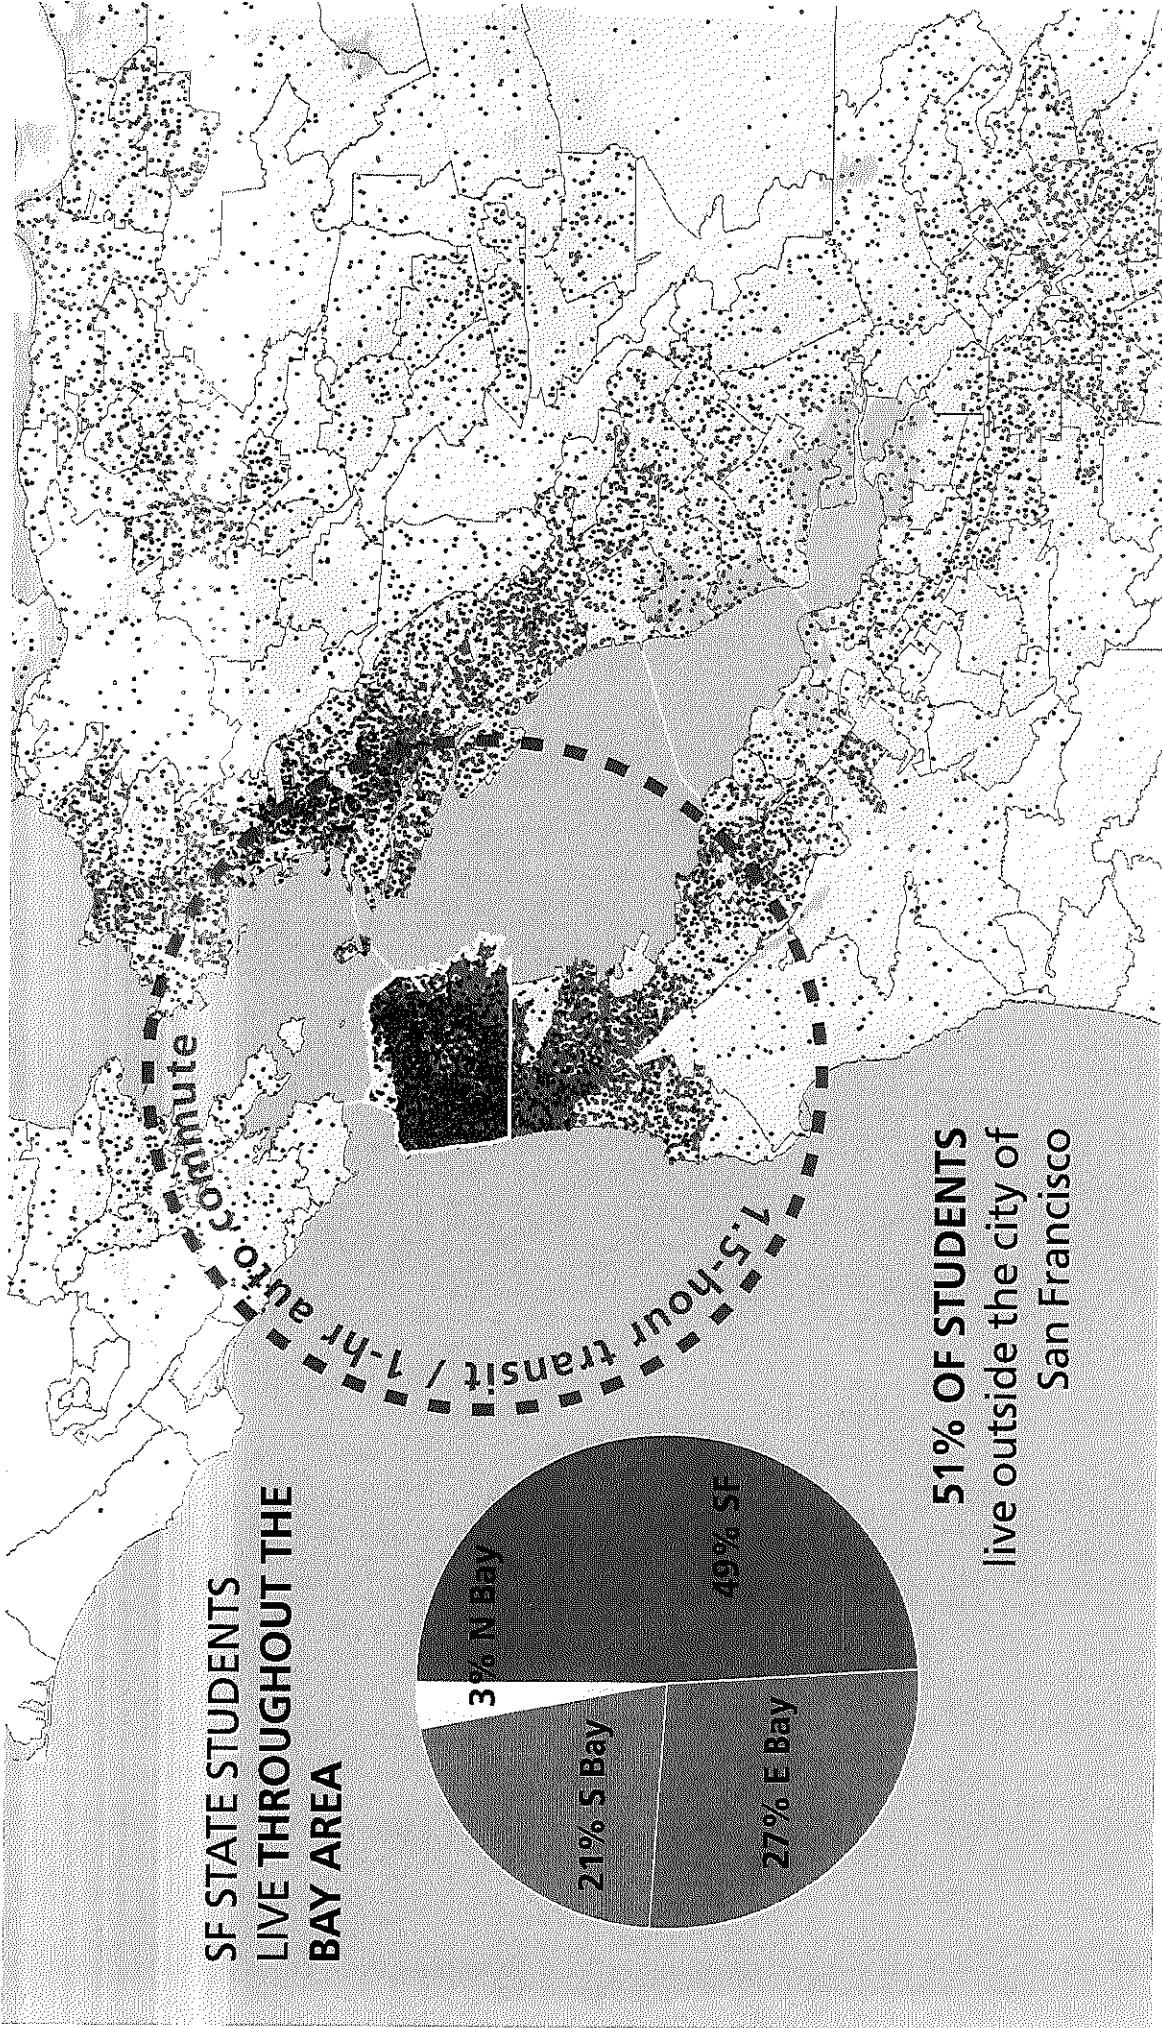 SF STATE STUDENTS
LIVE THROUGHOUT THE
BAY AREA
3% N Bay
49% SF
21% S Bay
27% E Bay
51% OF STUDENTS
live outside the city of
San Francisco
1.5-hour transit / 1-hr auto commute